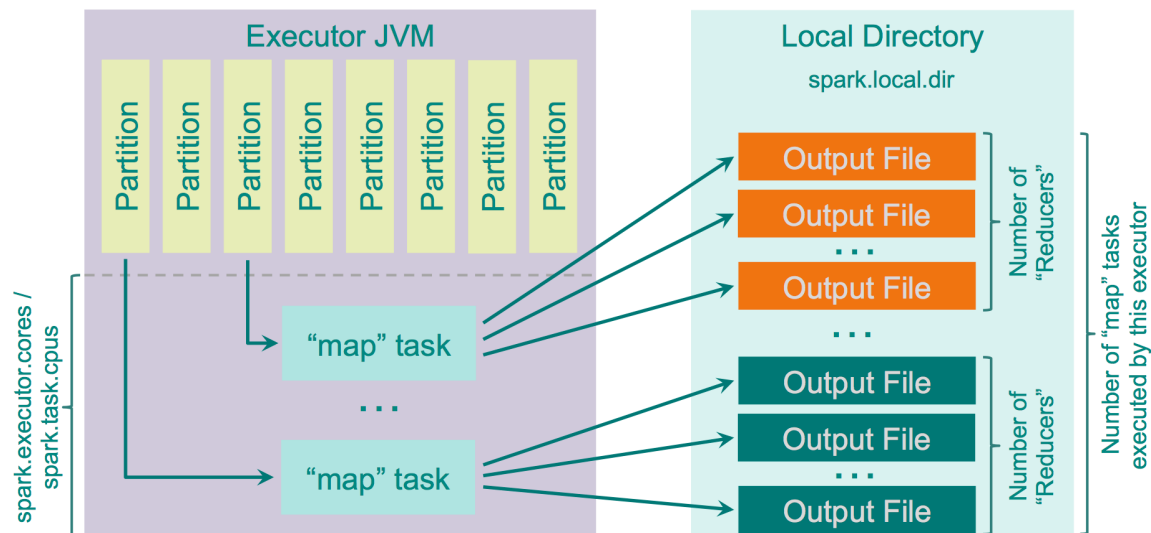 Executor JVM
Partition
Partition
Partition
Partition
Partition
Partition
Partition
Partition
spark.executor.cores /
spark.task.cpus
“map” task
...
“map” task
Local Directory
spark.local.dir
Output File
Output File
...
Output File
Number of
“Reducers”
...
Output File
Output File
...
Output File
Number of
“Reducers”
Number of “map” tasks
executed by this executor